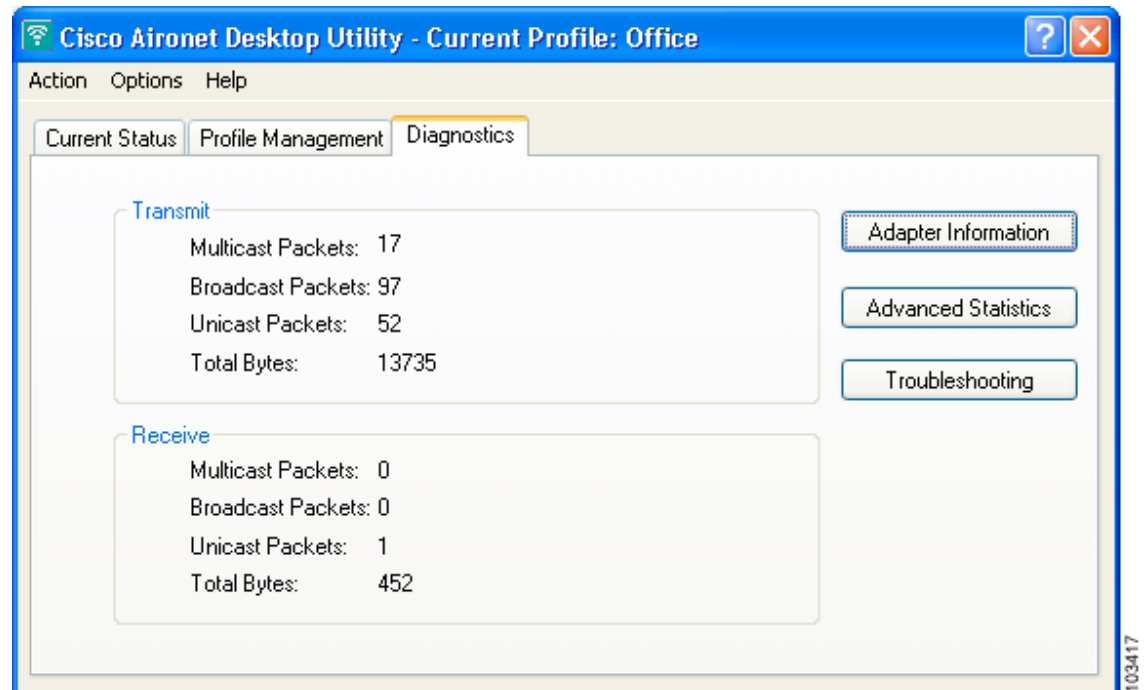 Cisco Aironet Desktop Utility - Current Profile: Office
Action Options Help
Current Status Profile Management Diagnostics
Transmit
Multicast Packets: 17
Broadcast Packets: 97
Unicast Packets: 52
Total Bytes: 13735
Adapter Information
Advanced Statistics
Troubleshooting
Receive
Multicast Packets: 0
Broadcast Packets: 0
Unicast Packets: 1
Total Bytes: 452
103417